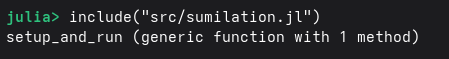 julia> include("src/sumilation.jl")
setup_and_run (generic function with 1 method)